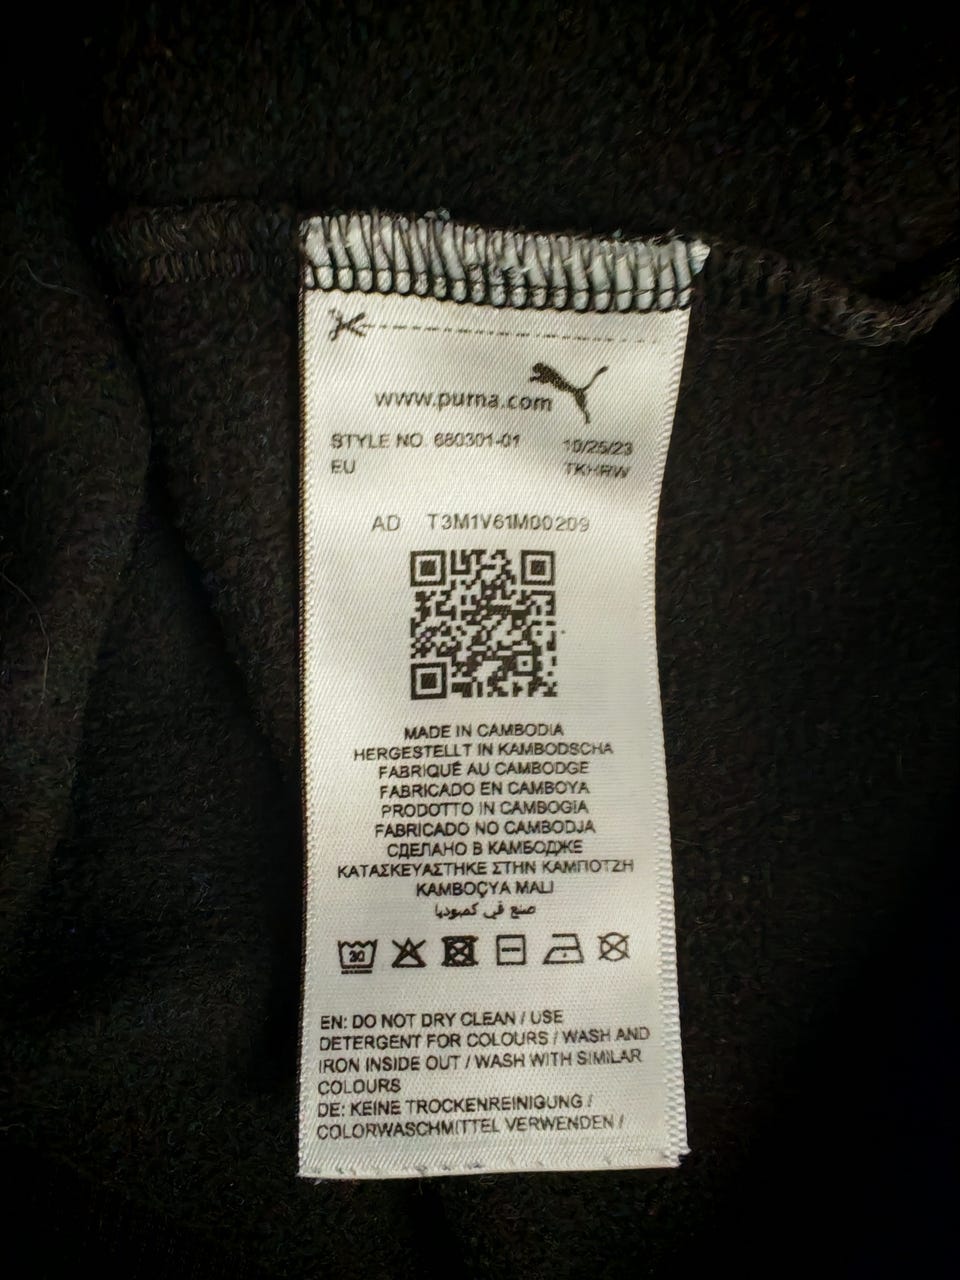 www.puma.com
STYLE NO. 680301-01 10/25/23
EU TKHRW
AD T3M1V61M00209
MADE IN CAMBODIA
HERGESTELLT IN KAMBODSCHA
FABRIQUÉ AU CAMBODGE
FABRICADO EN CAMBOYA
PRODOTTO IN CAMBOGIA
FABRICADO NO CAMBODJA
СДЕЛАНО В КАМБОДЖЕ
ΚΑΤΑΣΚΕΥΑΣΤΗΚΕ ΣΤΗΝ ΚΑΜΠΟΤΖΗ
KAMBOÇYA MALI
صنع في كمبوديا
30
EN: DO NOT DRY CLEAN / USE
DETERGENT FOR COLOURS / WASH AND
IRON INSIDE OUT / WASH WITH SIMILAR
COLOURS
DE: KEINE TROCKENREINIGUNG /
COLORWASCHMITTEL VERWENDEN /